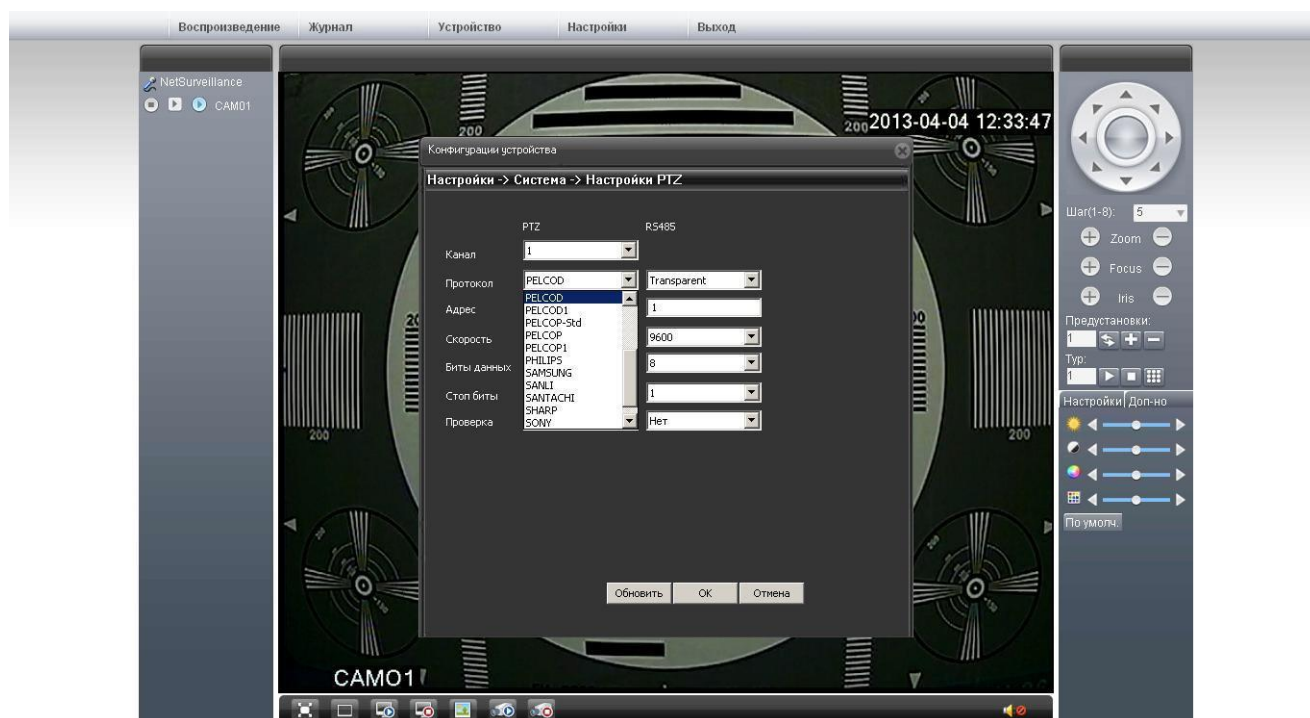 Воспроизведение Журнал Устройство Настройки Выход
NetSurveillance
CAM01
200
200
2013-04-04 12:33:47
Конфигурации устройства
Настройки -> Система -> Настройки PTZ
PTZ RS485
Канал 1
Протокол PELCOD Transparent
PELCOD
PELCOD1
PELCOP-Std
PELCOP
PELCOP1
PHILIPS
SAMSUNG
SANLI
SANTACHI
SHARP
SONY
Адрес 1
Скорость 9600
Биты данных 8
Стоп биты 1
Проверка Нет
Обновить OK Отмена
200
200
CAM01
Шаг(1-8): 5
Zoom
Focus
Iris
Предустановки:
1
Тур:
1
Настройки Доп-но
По умолч.